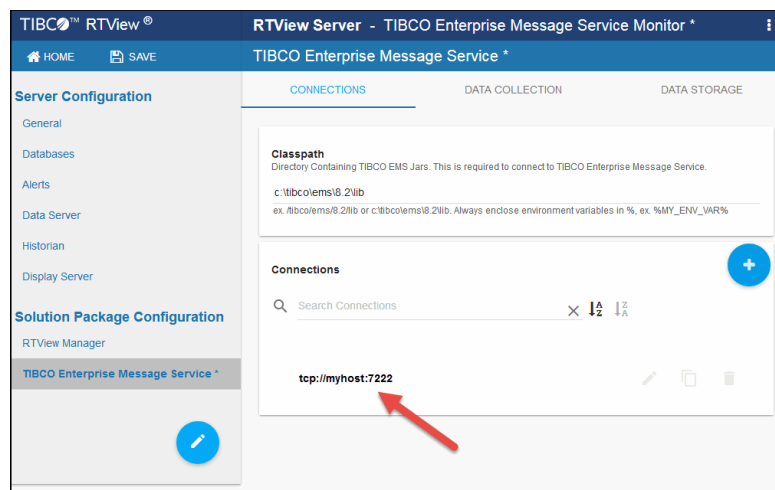 TIBCO™ RTView ®
RTView Server - TIBCO Enterprise Message Service Monitor *
HOME SAVE
TIBCO Enterprise Message Service *
Server Configuration
General
Databases
Alerts
Data Server
Historian
Display Server
Solution Package Configuration
RTView Manager
TIBCO Enterprise Message Service *
CONNECTIONS DATA COLLECTION DATA STORAGE
Classpath
Directory Containing TIBCO EMS Jars. This is required to connect to TIBCO Enterprise Message Service.
c:\tibco\ems\8.2\lib
ex. /tibco/ems/8.2/lib or c:\tibco\ems\8.2\lib. Always enclose environment variables in %, ex. %MY_ENV_VAR%
Connections
Search Connections
A Z Z A
tcp://myhost:7222